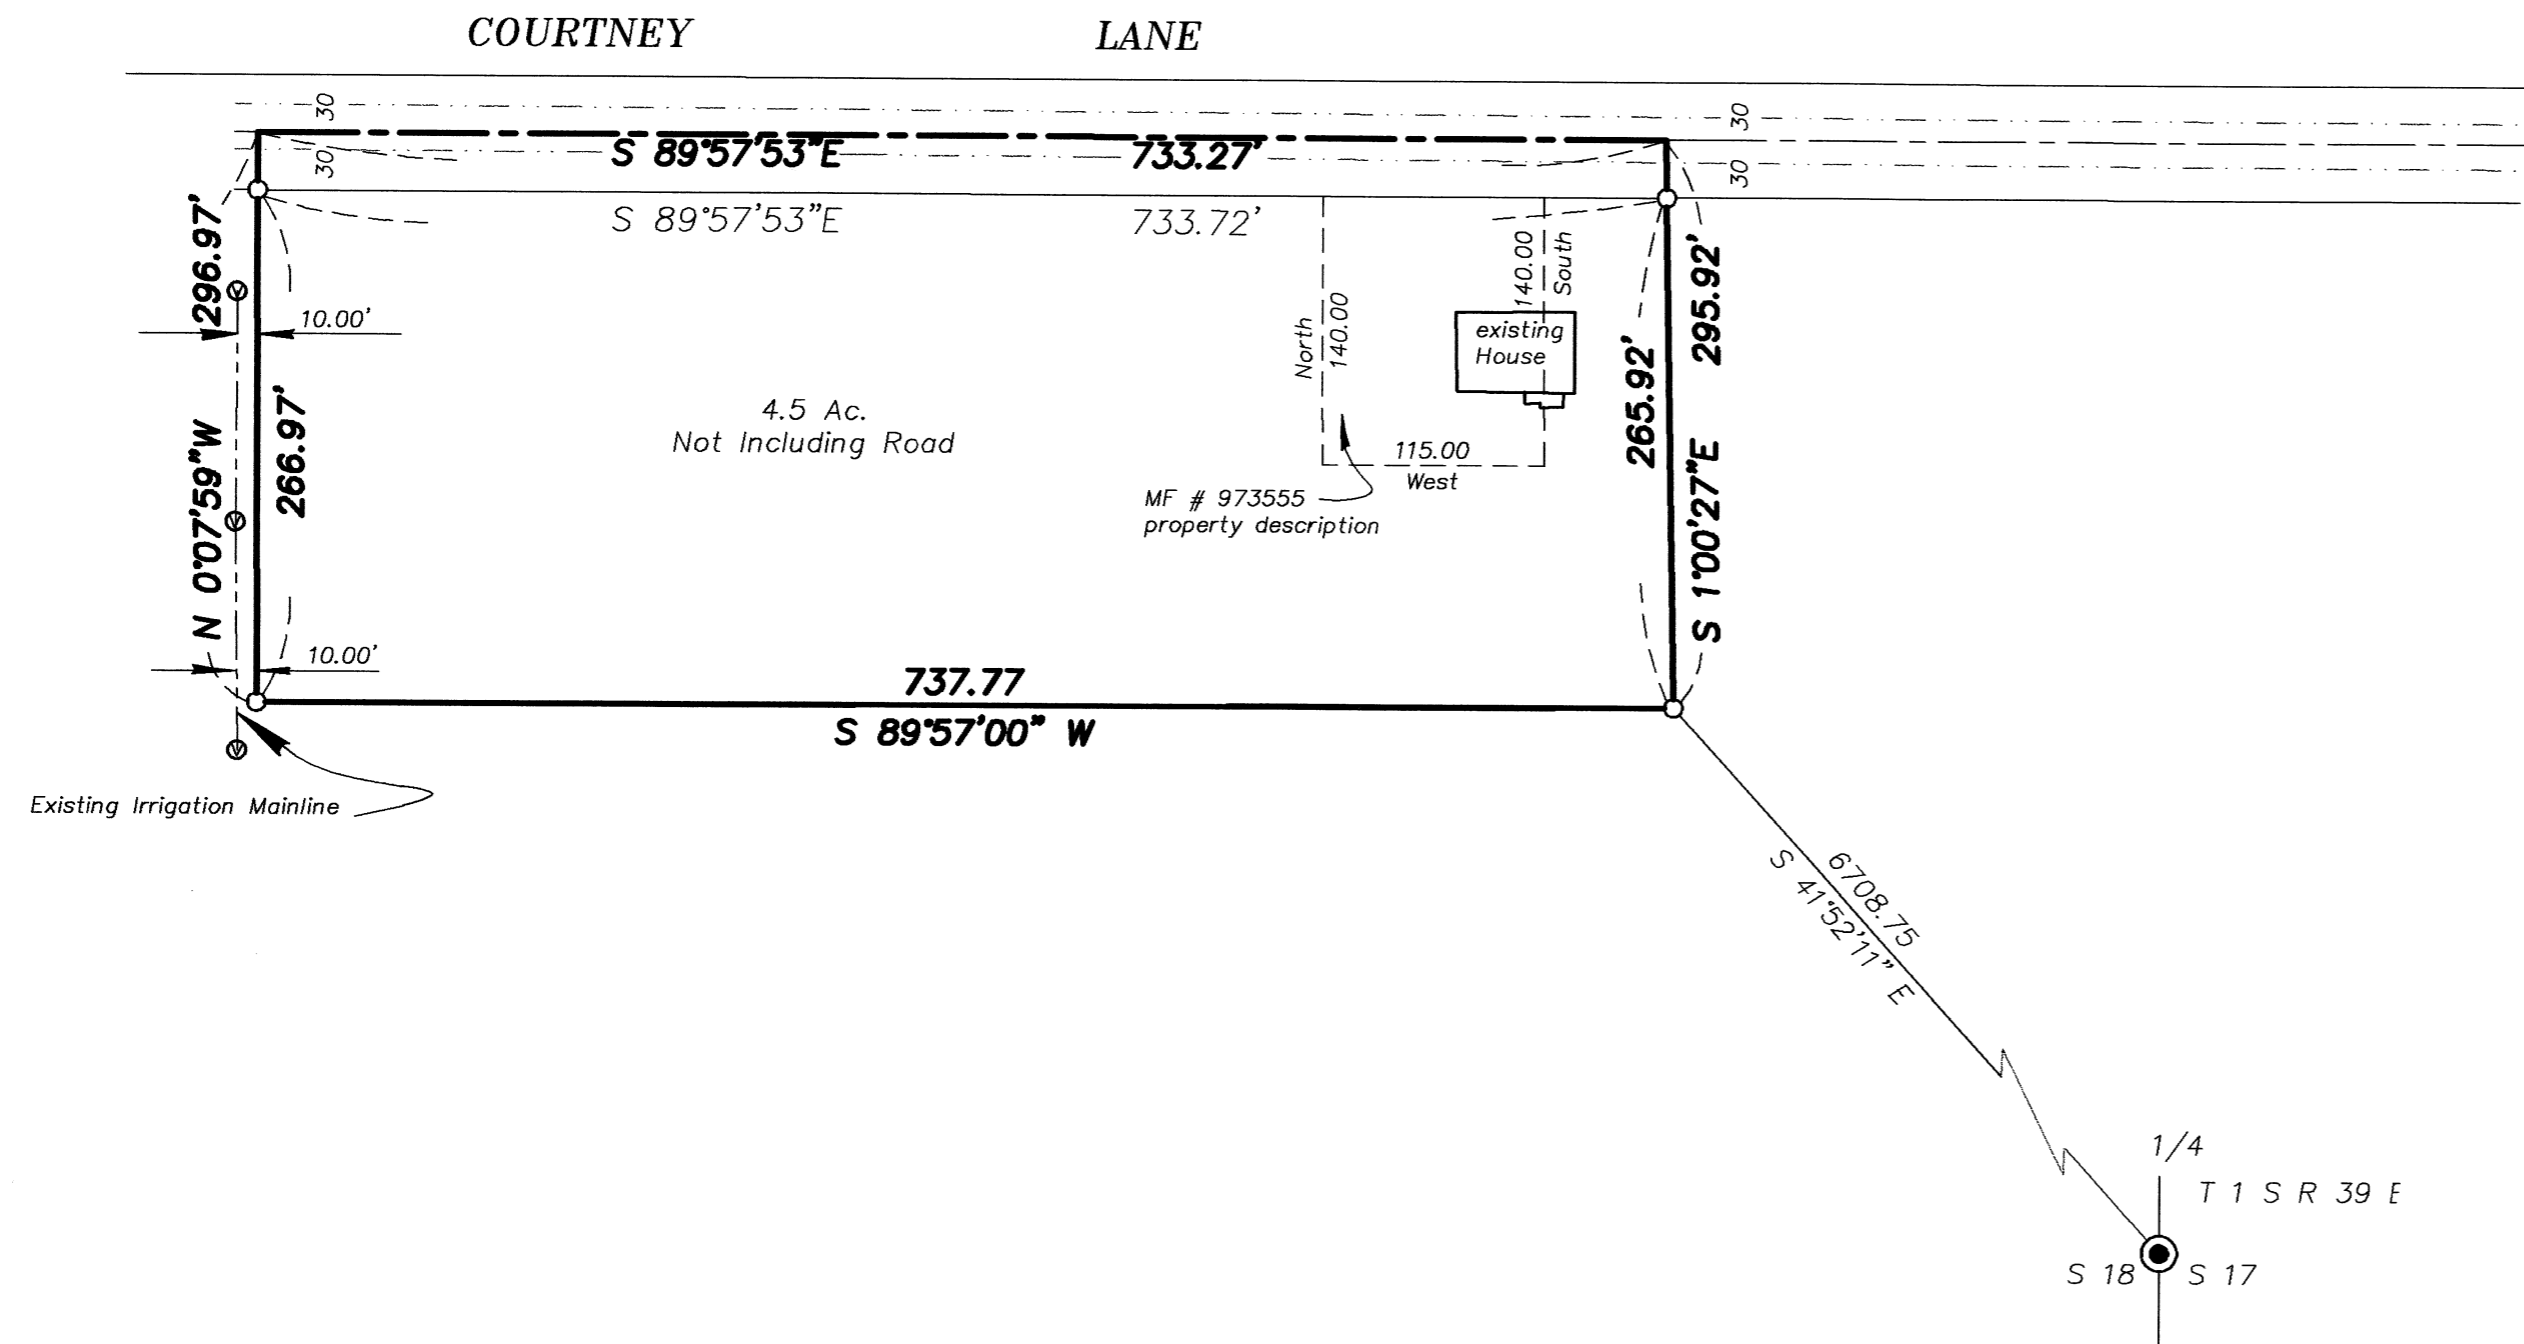 COURTNEY LANE
30
30
30
30
S 89°57'53"E 733.27'
S 89°57'53"E 733.72'
296.97'
N 0°07'59"W
266.97'
10.00'
10.00'
4.5 Ac.
Not Including Road
North
140.00
140.00
South
existing
House
115.00
West
MF # 973555
property description
265.92'
295.92'
S 1°00'27"E
737.77
S 89°57'00" W
Existing Irrigation Mainline
6708.75
S 41°52'11" E
1/4
T 1 S R 39 E
S 18
S 17